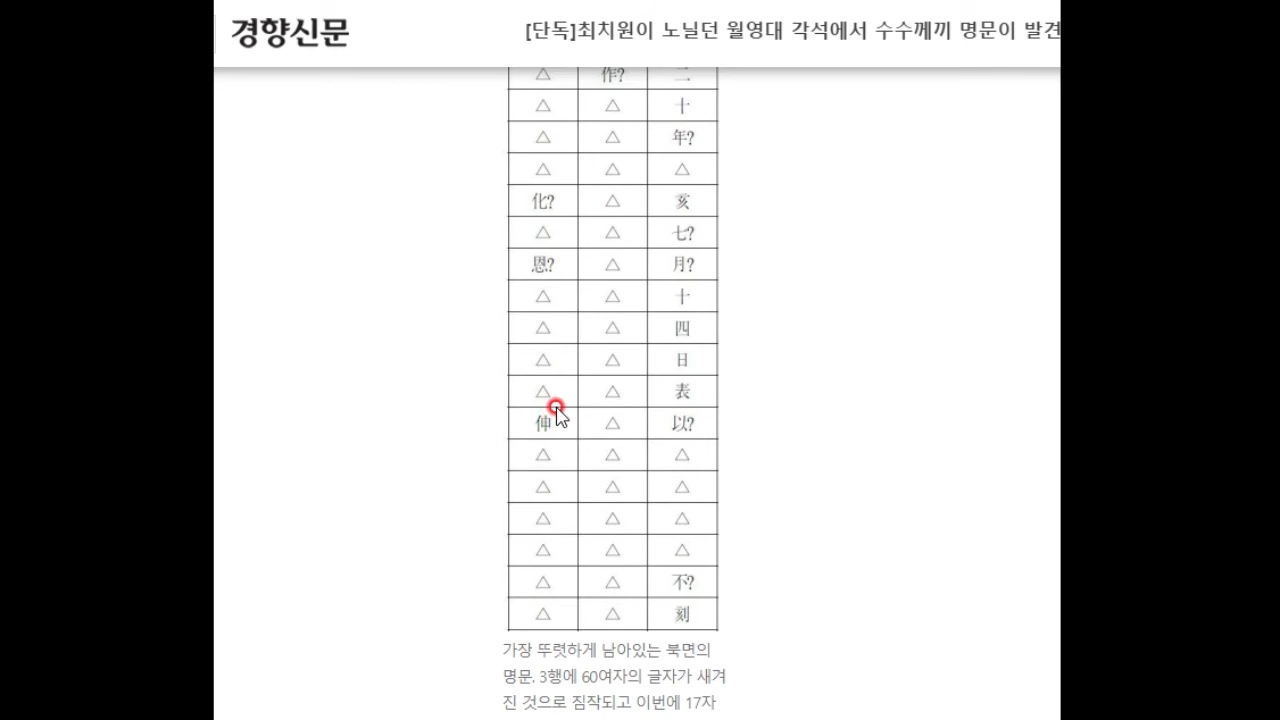 경향신문
[단독]최치원이 노닐던 월영대 각석에서 수수께끼 명문이 발견
△ 作? 二
△ △ 十
△ △ 年?
△ △ △
化? △ 亥
△ △ 七?
恩? △ 月?
△ △ 十
△ △ 四
△ △ 日
△ △ 表
伸 △ 以?
△ △ △
△ △ △
△ △ △
△ △ △
△ △ 不?
△ △ 刻
가장 뚜렷하게 남아있는 북면의
명문. 3행에 60여자의 글자가 새겨
진 것으로 짐작되고 이번에 17자